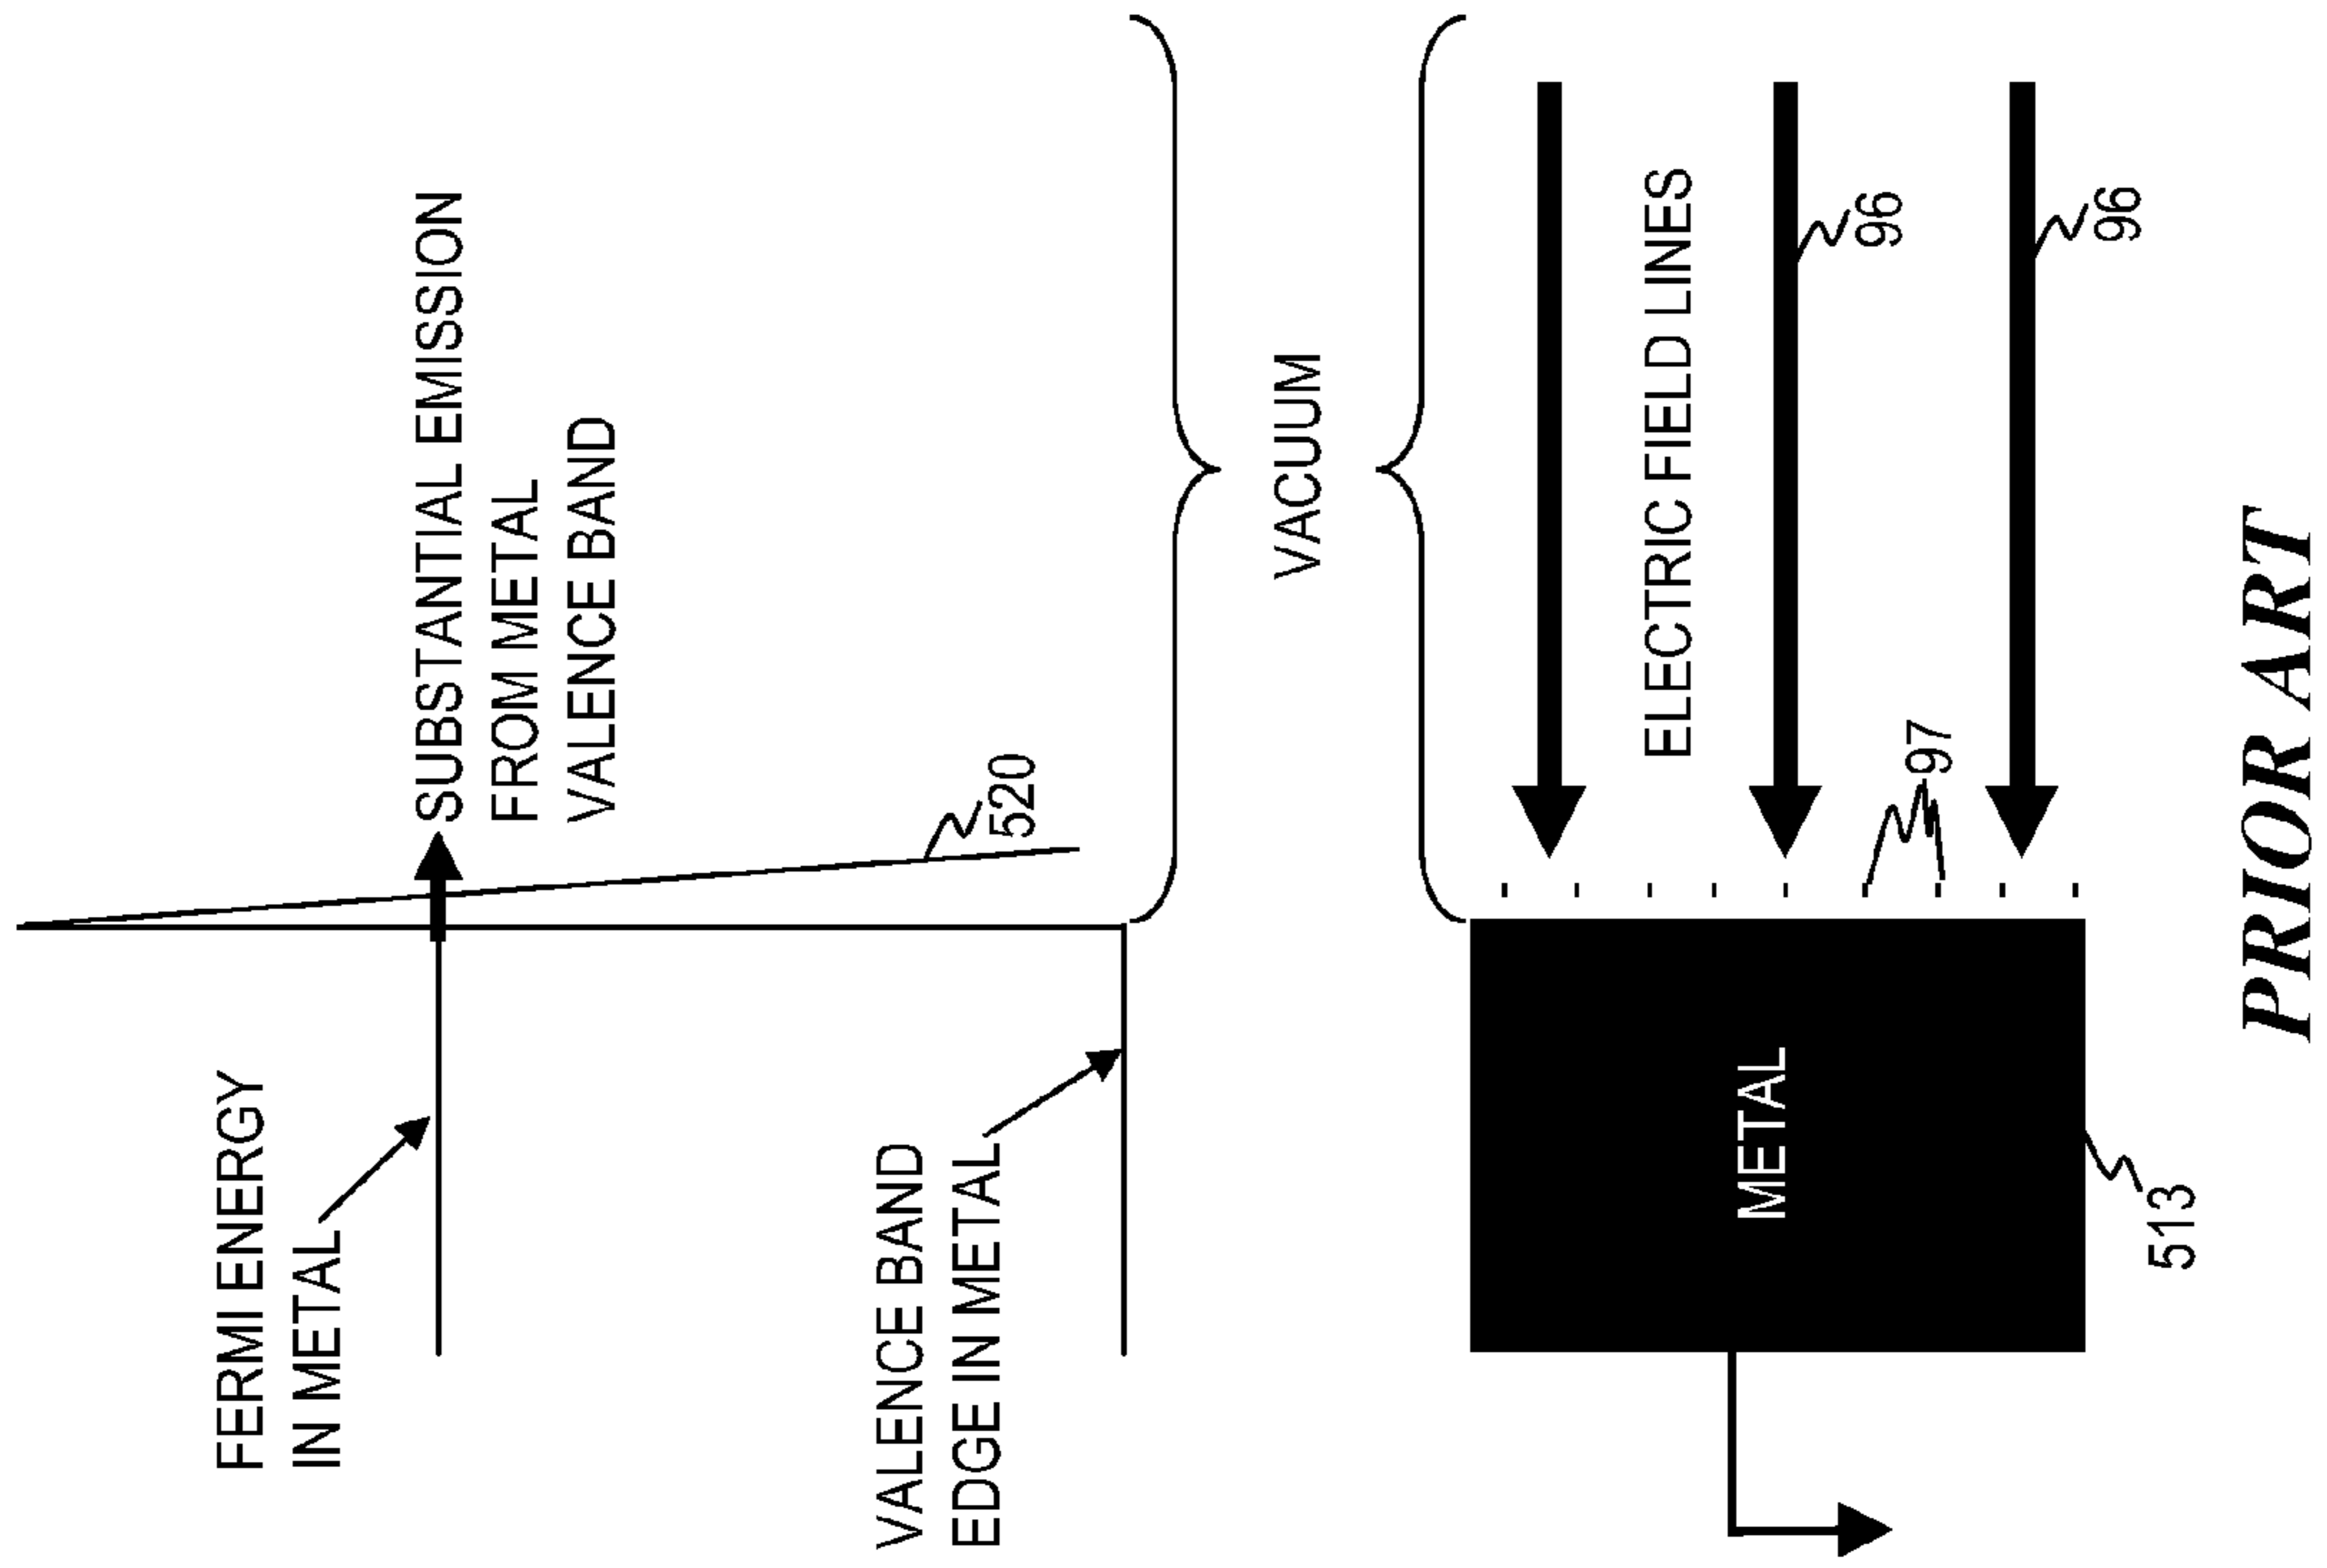 FERMI ENERGY
IN METAL
SUBSTANTIAL EMISSION
FROM METAL
VALENCE BAND
520
VALENCE BAND
EDGE IN METAL
VACUUM
ELECTRIC FIELD LINES
96
97
96
METAL
513
PRIOR ART